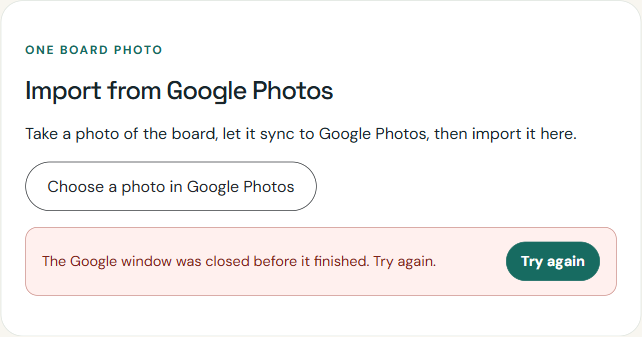 ONE BOARD PHOTO
Import from Google Photos
Take a photo of the board, let it sync to Google Photos, then import it here.
Choose a photo in Google Photos
The Google window was closed before it finished. Try again.
Try again